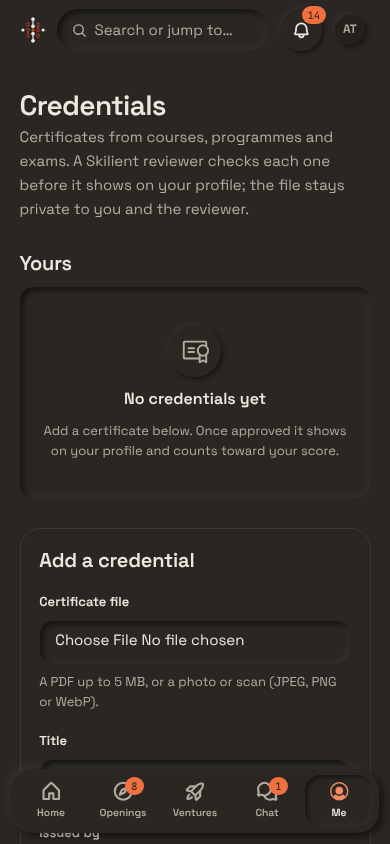 Search or jump to...
14
AT
Credentials
Certificates from courses, programmes and
exams. A Skilient reviewer checks each one
before it shows on your profile; the file stays
private to you and the reviewer.
Yours
No credentials yet
Add a certificate below. Once approved it shows
on your profile and counts toward your score.
Add a credential
Certificate file
Choose File No file chosen
A PDF up to 5 MB, or a photo or scan (JPEG, PNG
or WebP).
Title
8
1
Home
Openings
Ventures
Chat
Me
Issued by